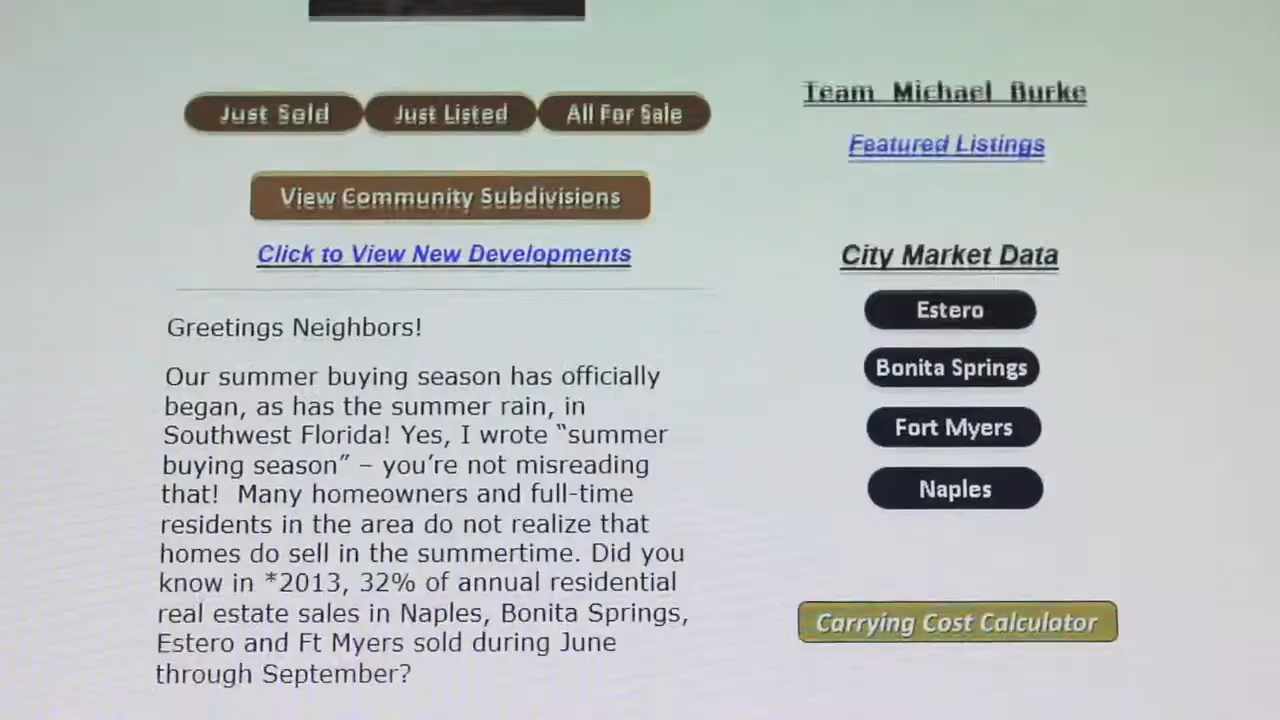 Just Sold
Just Listed
All For Sale
View Community Subdivisions
Click to View New Developments
Greetings Neighbors!
Our summer buying season has officially
began, as has the summer rain, in
Southwest Florida! Yes, I wrote “summer
buying season” – you’re not misreading
that!  Many homeowners and full-time
residents in the area do not realize that
homes do sell in the summertime. Did you
know in *2013, 32% of annual residential
real estate sales in Naples, Bonita Springs,
Estero and Ft Myers sold during June
through September?
Team Michael Burke
Featured Listings
City Market Data
Estero
Bonita Springs
Fort Myers
Naples
Carrying Cost Calculator